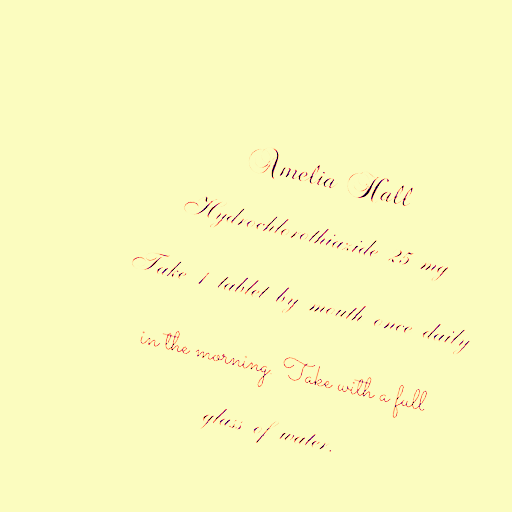 Amelia Hall
Hydrochlorothiazide 25 mg
Take 1 tablet by mouth once daily
in the morning Take with a full
glass of water.